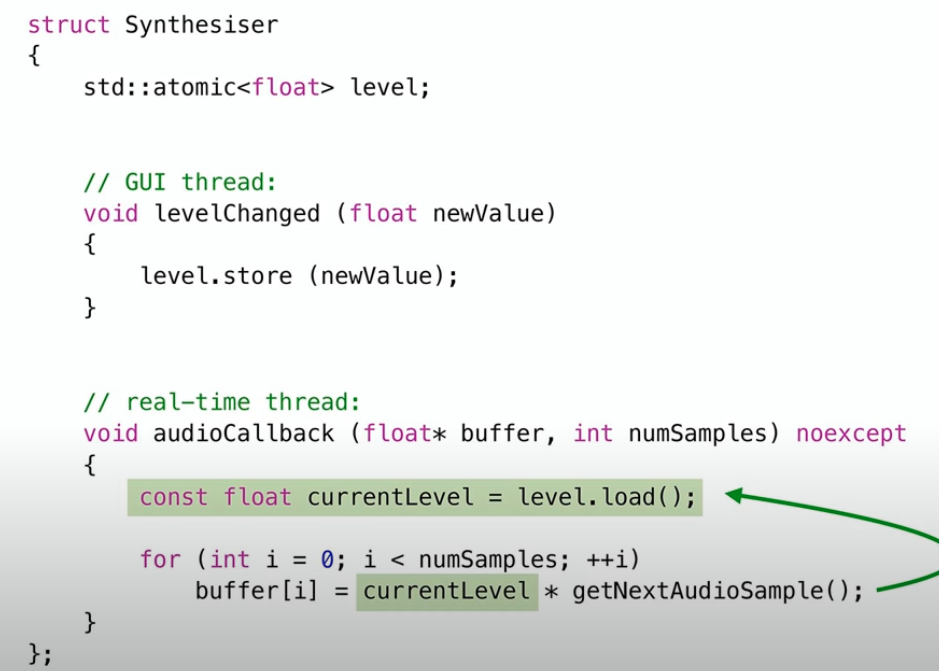 struct Synthesiser
{
    std::atomic<float> level;
    // GUI thread:
    void levelChanged (float newValue)
    {
        level.store (newValue);
    }
    // real-time thread:
    void audioCallback (float* buffer, int numSamples) noexcept
    {
        const float currentLevel = level.load();
        for (int i = 0; i < numSamples; ++i)
            buffer[i] = currentLevel * getNextAudioSample();
    }
};